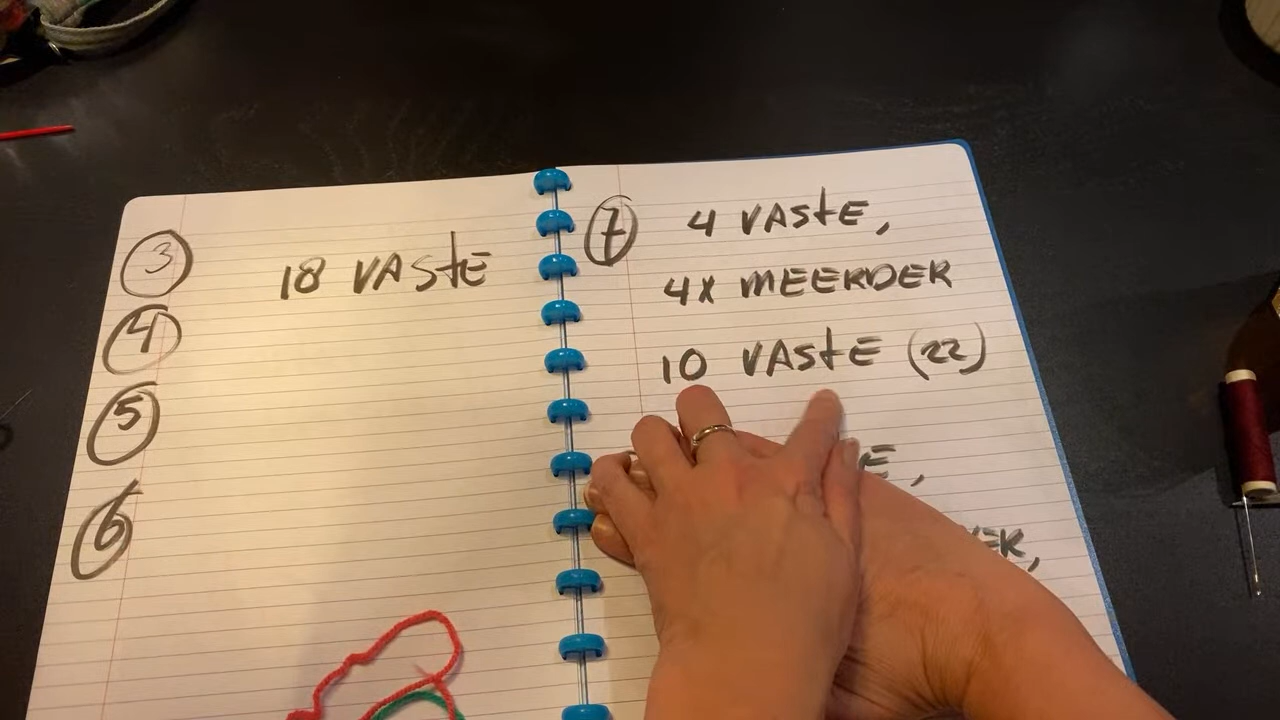 3
18 VASTE
4
5
6
7 4 VASTE,
4X MEERDER
10 VASTE (22)